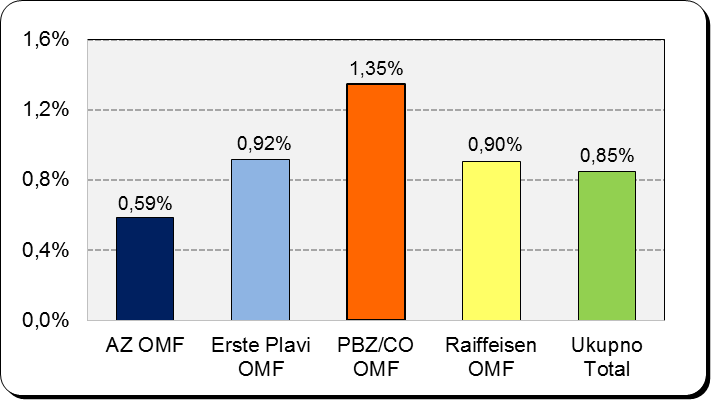 1,6%
1,35%
1,2%
0,92%
0,90%
0,85%
0,8%
0,59%
0,4%
0,0%
AZ OMF
Erste Plavi
OMF
PBZ/CO
OMF
Raiffeisen
OMF
Ukupno
Total